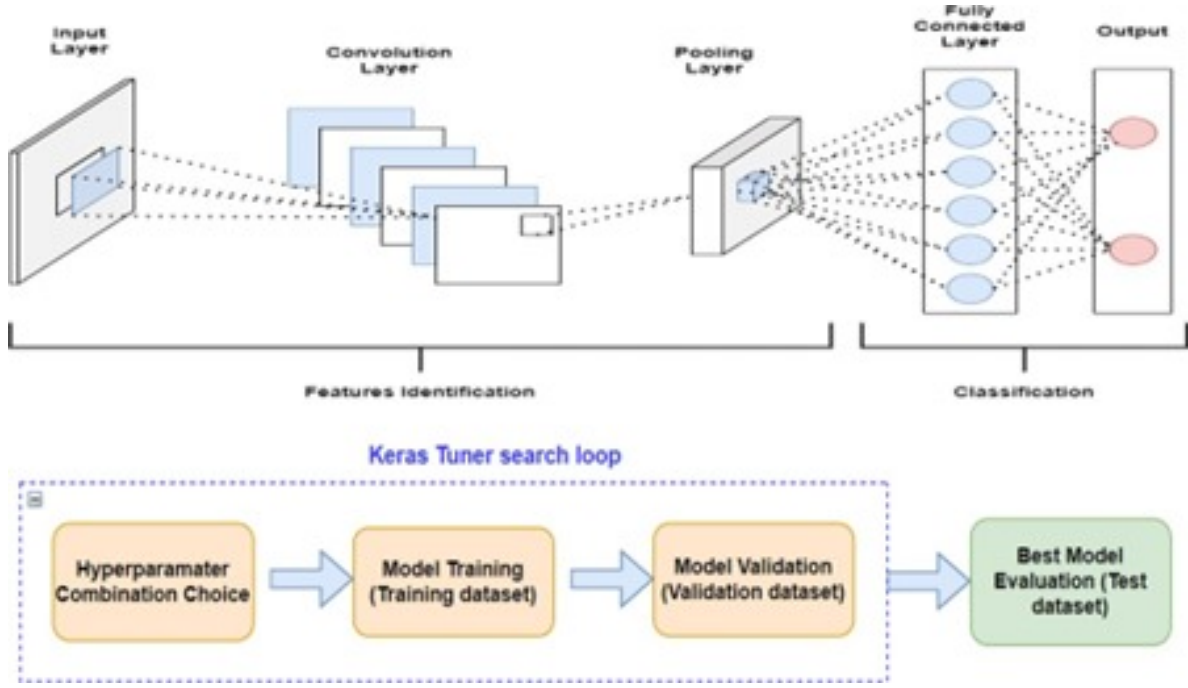 Input
Layer
Convolution
Layer
Pooling
Layer
Fully
Connected
Layer
Output
Features Identification
Classification
Keras Tuner search loop
Hyperparamater
Combination Choice
Model Training
(Training dataset)
Model Validation
(Validation dataset)
Best Model
Evaluation (Test
dataset)